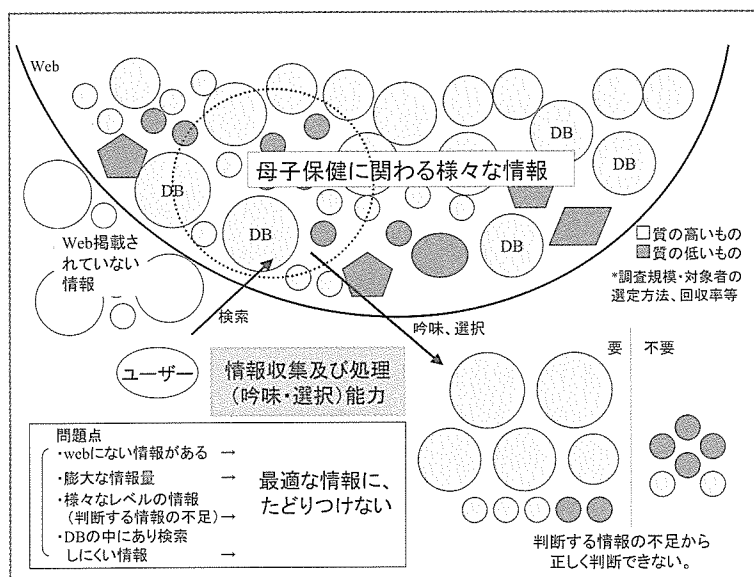 Web
DB
DB
母子保健に関わる様々な情報
DB
DB
DB
Web掲載さ
れていない
情報
□質の高いもの
■質の低いもの
*調査規模・対象者の
選定方法、回収率等
検索
吟味、選択
ユーザー
情報収集及び処理
(吟味・選択)能力
要
不要
問題点
・webにない情報がある →
・膨大な情報量 →
・様々なレベルの情報
(判断する情報の不足)→
・DBの中にあり検索
しにくい情報 →
最適な情報に、
たどりつけない
判断する情報の不足から
正しく判断できない。